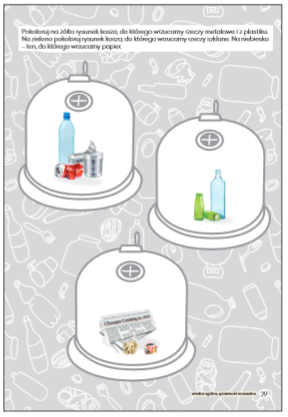 Pokoloruj na żółto rysunek kosza, do którego wrzucamy rzeczy metalowe i z plastiku.
Na zielono pokoloruj rysunek kosza, do którego wrzucamy rzeczy szklane. Na niebiesko
– ten, do którego wrzucamy papier.
29